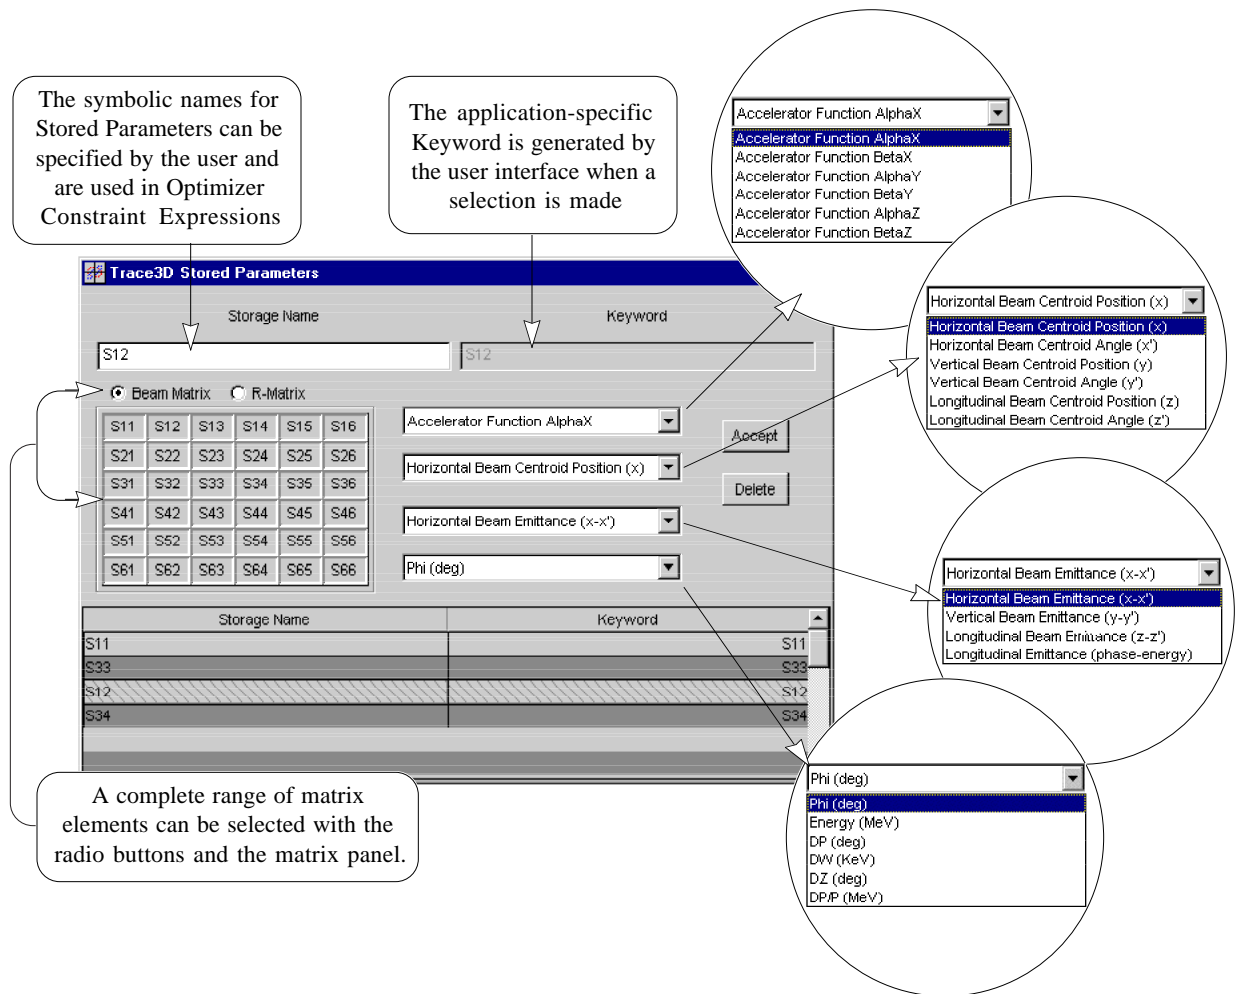 The symbolic names for
Stored Parameters can be
specified by the user and
are used in Optimizer
Constraint Expressions
The application-specific
Keyword is generated by
the user interface when a
selection is made
Accelerator Function AlphaX
Accelerator Function AlphaX
Accelerator Function BetaX
Accelerator Function AlphaY
Accelerator Function BetaY
Accelerator Function AlphaZ
Accelerator Function BetaZ
Trace3D Stored Parameters
Storage Name
Keyword
S12
S12
Beam Matrix R-Matrix
S11 S12 S13 S14 S15 S16
S21 S22 S23 S24 S25 S26
S31 S32 S33 S34 S35 S36
S41 S42 S43 S44 S45 S46
S51 S52 S53 S54 S55 S56
S61 S62 S63 S64 S65 S66
Accelerator Function AlphaX
Horizontal Beam Centroid Position (x)
Horizontal Beam Emittance (x-x')
Phi (deg)
Accept
Delete
Horizontal Beam Centroid Position (x)
Horizontal Beam Centroid Position (x)
Horizontal Beam Centroid Angle (x')
Vertical Beam Centroid Position (y)
Vertical Beam Centroid Angle (y')
Longitudinal Beam Centroid Position (z)
Longitudinal Beam Centroid Angle (z')
Horizontal Beam Emittance (x-x')
Horizontal Beam Emittance (x-x')
Vertical Beam Emittance (y-y')
Longitudinal Beam Emittance (z-z')
Longitudinal Emittance (phase-energy)
Storage Name Keyword
S11 S11
S33 S33
S12 S12
S34 S34
A complete range of matrix
elements can be selected with the
radio buttons and the matrix panel.
Phi (deg)
Phi (deg)
Energy (MeV)
DP (deg)
DW (KeV)
DZ (deg)
DP/P (MeV)